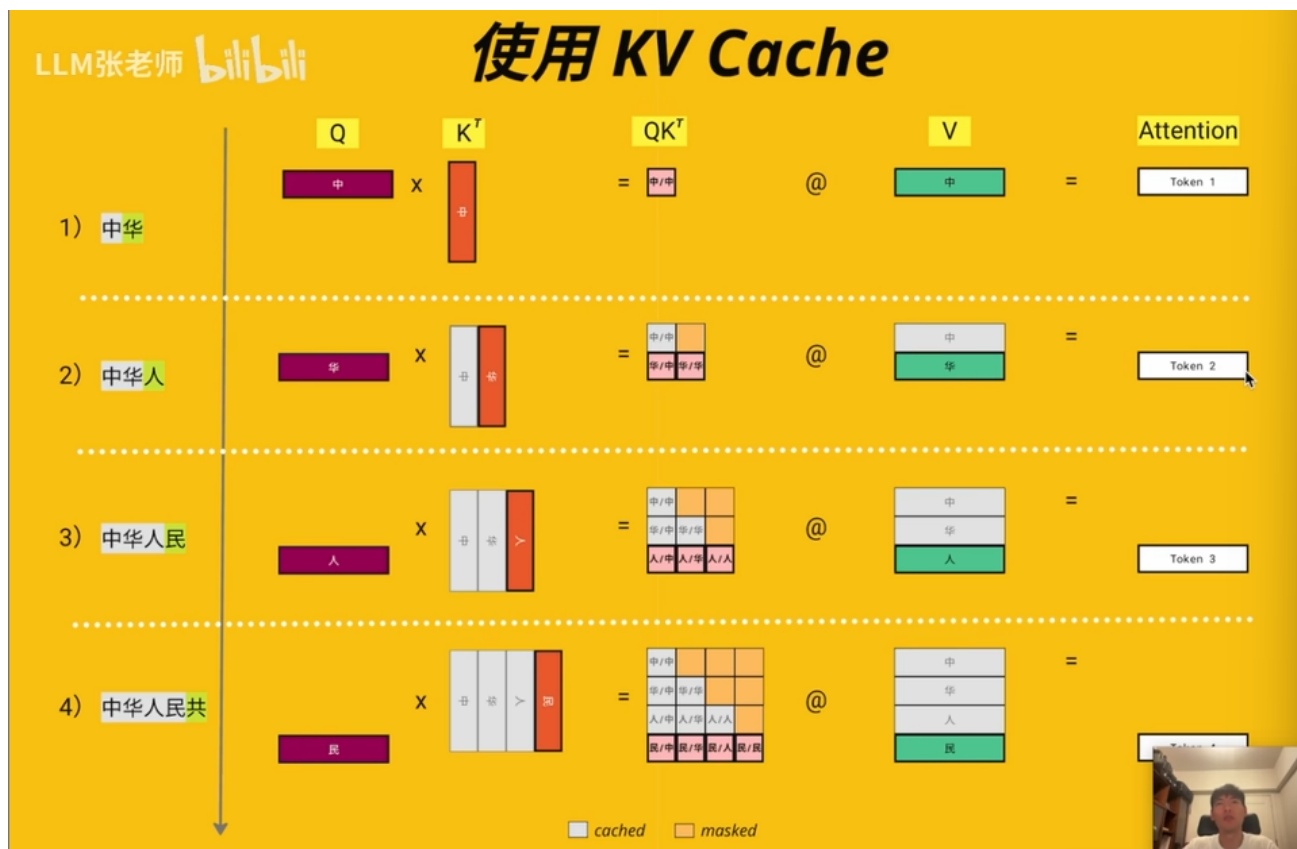 LLM张老师 bilibili
使用 KV Cache
Q K^T QK^T V Attention
中 x 中 = 中/中 @ 中 = Token 1
1) 中华
2) 中华人
华 x 中 华 = @ =
中/中
华/中 华/华
中
华
Token 2
3) 中华人民
人 x 中 华 人 = @ =
中/中
华/中 华/华
人/中 人/华 人/人
中
华
人
Token 3
4) 中华人民共
民 x 中 华 人 民 = @ =
中/中
华/中 华/华
人/中 人/华 人/人
民/中 民/华 民/人 民/民
中
华
人
民
cached masked